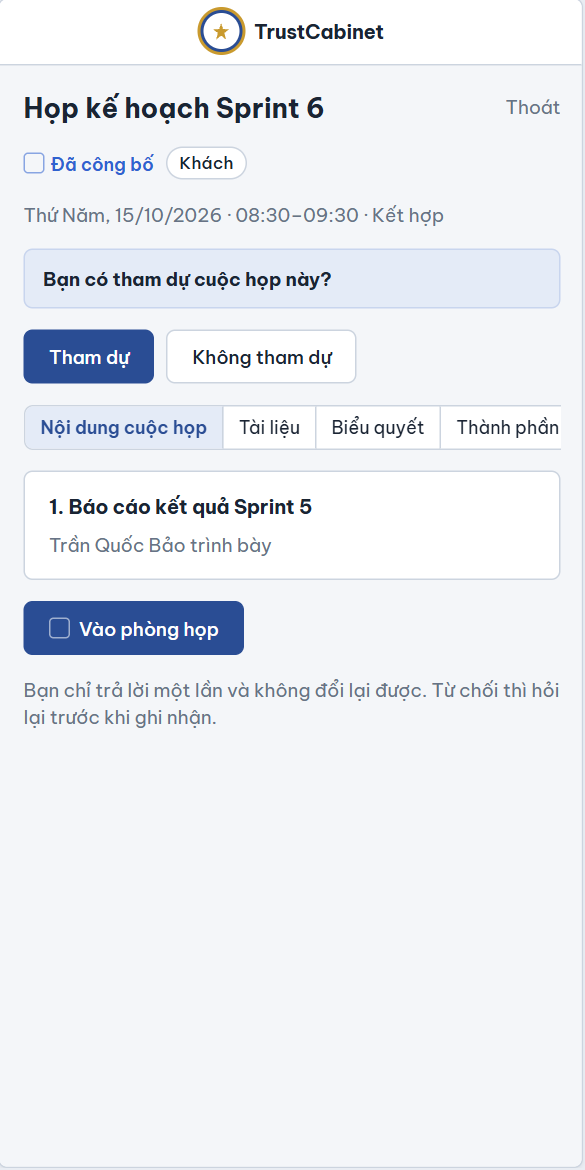 TrustCabinet
Họp kế hoạch Sprint 6
Thoát
Đã công bố
Khách
Thứ Năm, 15/10/2026 · 08:30–09:30 · Kết hợp
Bạn có tham dự cuộc họp này?
Tham dự
Không tham dự
Nội dung cuộc họp
Tài liệu
Biểu quyết
Thành phần
1. Báo cáo kết quả Sprint 5
Trần Quốc Bảo trình bày
Vào phòng họp
Bạn chỉ trả lời một lần và không đổi lại được. Từ chối thì hỏi
lại trước khi ghi nhận.